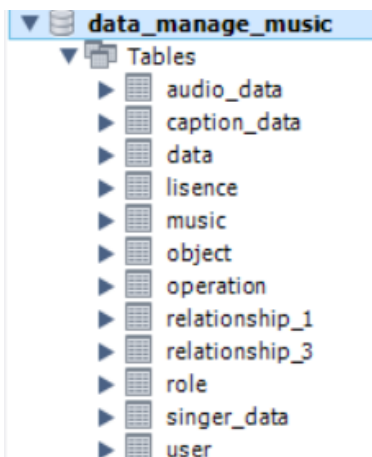 data_manage_music
Tables
audio_data
caption_data
data
lisence
music
object
operation
relationship_1
relationship_3
role
singer_data
user